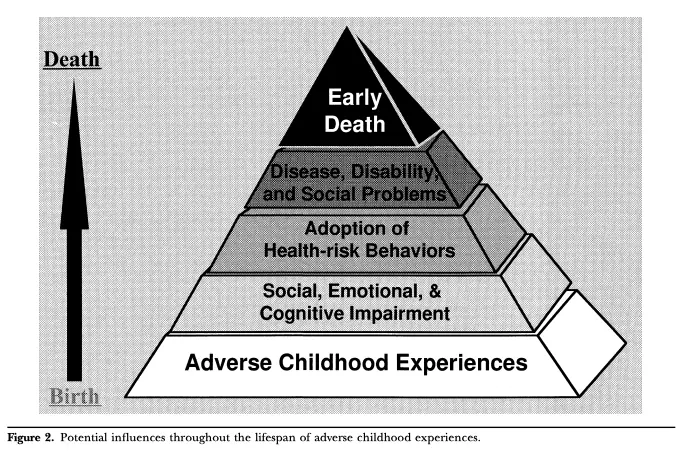 Death
Early
Death
Disease, Disability,
and Social Problems
Adoption of
Health-risk Behaviors
Social, Emotional, &
Cognitive Impairment
Adverse Childhood Experiences
Birth
Figure 2. Potential influences throughout the lifespan of adverse childhood experiences.